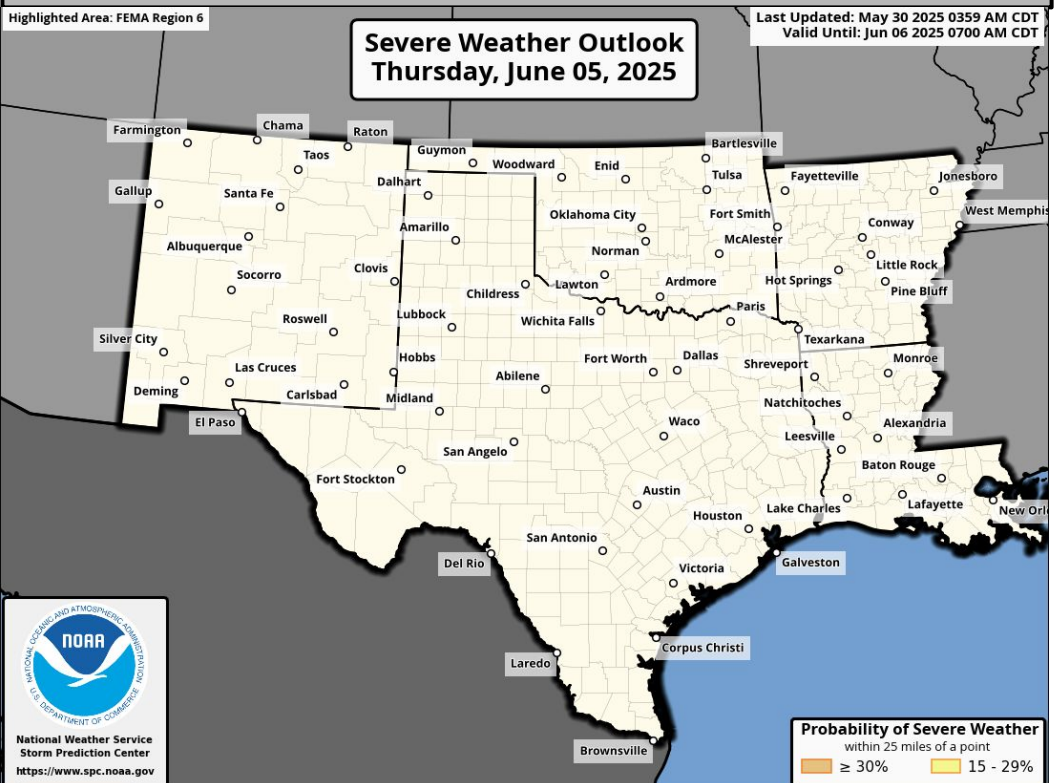 Highlighted Area: FEMA Region 6
Last Updated: May 30 2025 0359 AM CDT
Valid Until: Jun 06 2025 0700 AM CDT
Severe Weather Outlook
Thursday, June 05, 2025
Farmington
Chama
Raton
Guymon
Bartlesville
Taos
Woodward
Enid
Tulsa
Fayetteville
Jonesboro
Gallup
Santa Fe
Dalhart
Oklahoma City
Fort Smith
West Memphis
Albuquerque
Amarillo
Norman
McAlester
Conway
Socorro
Clovis
Childress
Lawton
Ardmore
Hot Springs
Little Rock
Pine Bluff
Roswell
Lubbock
Wichita Falls
Paris
Texarkana
Silver City
Las Cruces
Hobbs
Fort Worth
Dallas
Shreveport
Monroe
Deming
Carlsbad
Midland
Abilene
Natchitoches
El Paso
San Angelo
Waco
Leesville
Alexandria
Fort Stockton
Austin
Baton Rouge
Houston
Lake Charles
Lafayette
New Orl
Del Rio
San Antonio
Victoria
Galveston
Laredo
Corpus Christi
Brownsville
NATIONAL OCEANIC AND ATMOSPHERIC ADMINISTRATION
NOAA
U.S. DEPARTMENT OF COMMERCE
National Weather Service
Storm Prediction Center
https://www.spc.noaa.gov
Probability of Severe Weather
within 25 miles of a point
≥ 30%
15 - 29%